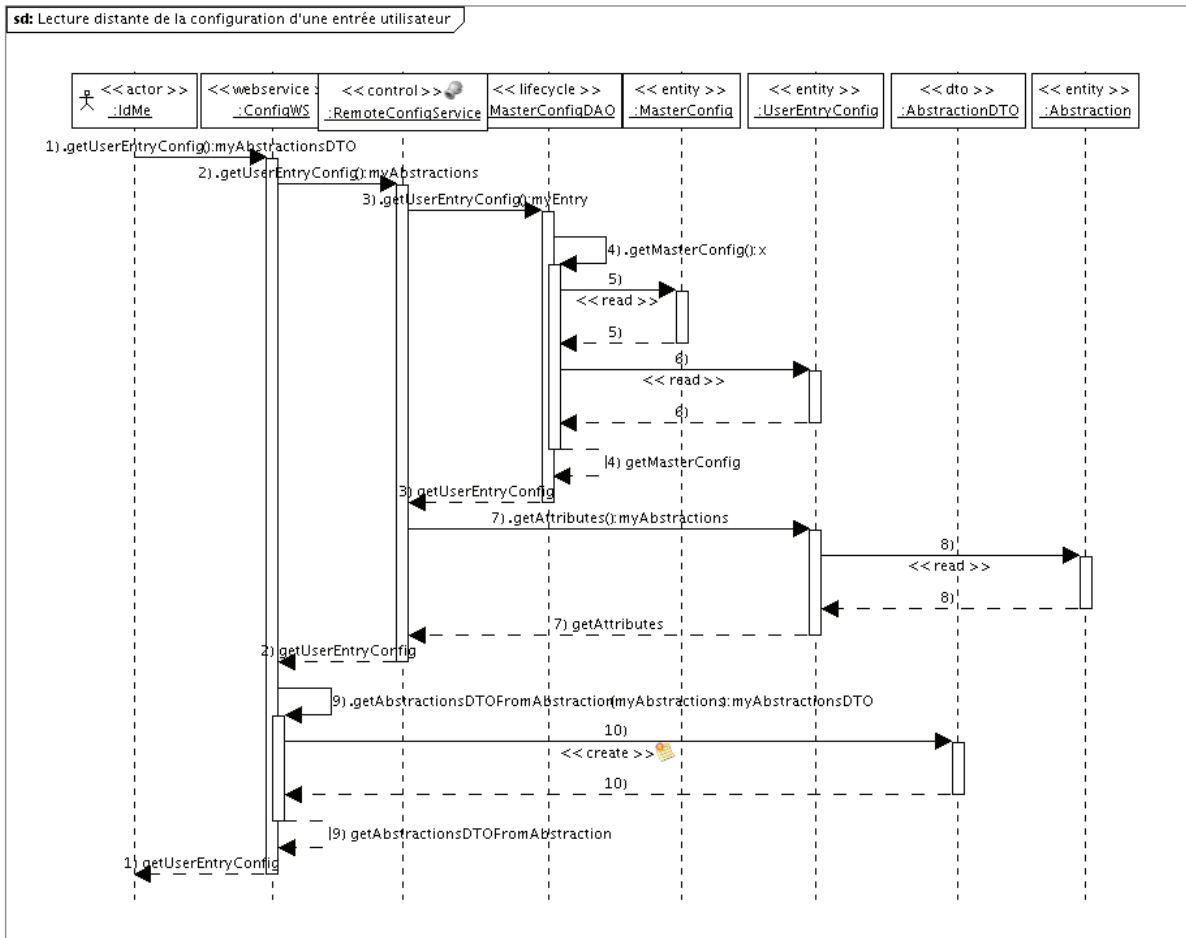 sd: Lecture distante de la configuration d'une entrée utilisateur
<< actor >>
:IdMe
<< webservice >
:ConfigWS
<< control >>
:RemoteConfigService
<< lifecycle >>
MasterConfigDAO
<< entity >>
:MasterConfig
<< entity >>
:UserEntryConfig
<< dto >>
:AbstractionDTO
<< entity >>
:Abstraction
1) .getUserEntryConfig():myAbstractionsDTO
2) .getUserEntryConfig():myAbstractions
3) .getUserEntryConfig():myEntry
4) .getMasterConfig():x
5)
<< read >>
5)
6)
<< read >>
6)
4) getMasterConfig
3) getUserEntryConfig
7) .getAttributes():myAbstractions
8)
<< read >>
8)
7) getAttributes
2) getUserEntryConfig
9) .getAbstractionsDTOFromAbstraction(myAbstractions):myAbstractionsDTO
10)
<< create >>
10)
9) getAbstractionsDTOFromAbstraction
1) getUserEntryConfig